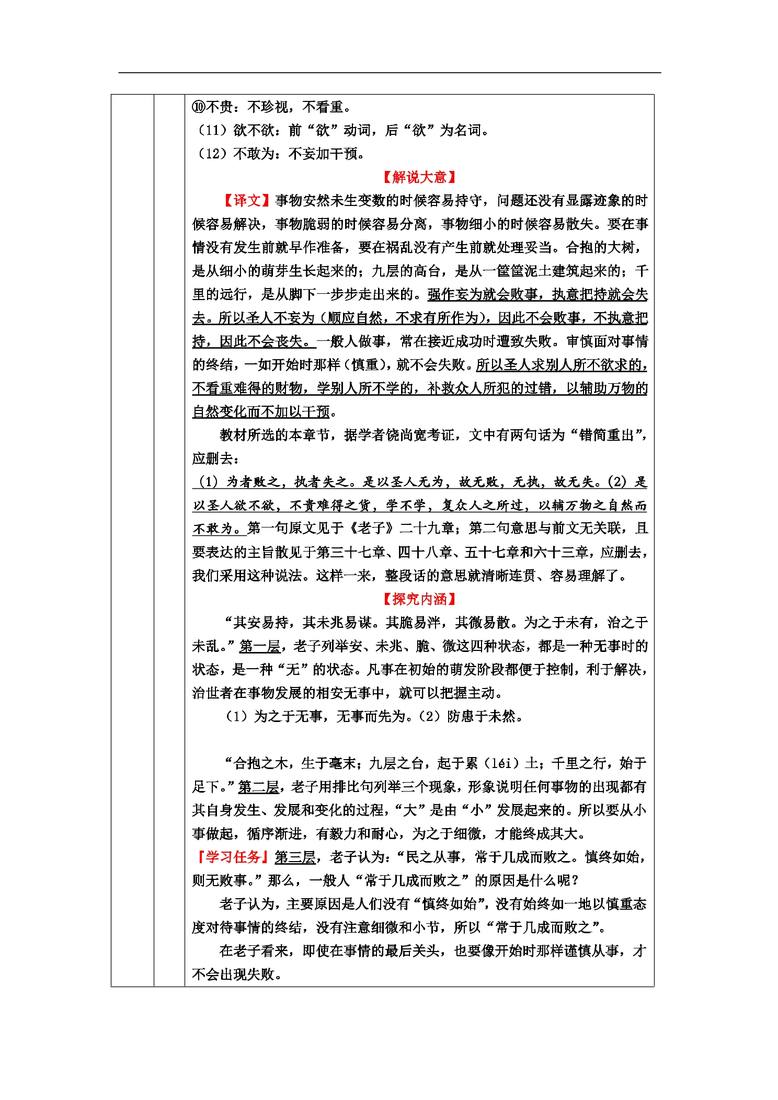 ⑩不贵：不珍视，不看重。
（11）欲不欲：前“欲”动词，后“欲”为名词。
（12）不敢为：不妄加干预。
【解说大意】
【译文】事物安然未生变数的时候容易持守，问题还没有显露迹象的时
候容易解决，事物脆弱的时候容易分离，事物细小的时候容易散失。要在事
情没有发生前就早作准备，要在祸乱没有产生前就处理妥当。合抱的大树，
是从细小的萌芽生长起来的；九层的高台，是从一筐筐泥土建筑起来的；千
里的远行，是从脚下一步步走出来的。强作妄为就会败事，执意把持就会失
去。所以圣人不妄为（顺应自然，不求有所作为），因此不会败事，不执意把
持，因此不会丧失。一般人做事，常在接近成功时遭致失败。审慎面对事情
的终结，一如开始时那样（慎重），就不会失败。所以圣人求别人所不欲求的，
不看重难得的财物，学别人所不学的，补救众人所犯的过错，以辅助万物的
自然变化而不加以干预。
教材所选的本章节，据学者饶尚宽考证，文中有两句话为“错简重出”，
应删去：
（1）为者败之，执者失之。是以圣人无为，故无败，无执，故无失。（2）是
以圣人欲不欲，不贵难得之货，学不学，复众人之所过，以辅万物之自然而
不敢为。第一句原文见于《老子》二十九章；第二句意思与前文无关联，且
要表达的主旨散见于第三十七章、四十八章、五十七章和六十三章，应删去，
我们采用这种说法。这样一来，整段话的意思就清晰连贯、容易理解了。
【探究内涵】
“其安易持，其未兆易谋。其脆易泮，其微易散。为之于未有，治之于
未乱。”第一层，老子列举安、未兆、脆、微这四种状态，都是一种无事时的
状态，是一种“无”的状态。凡事在初始的萌发阶段都便于控制，利于解决，
治世者在事物发展的相安无事中，就可以把握主动。
（1）为之于无事，无事而先为。（2）防患于未然。
“合抱之木，生于毫末；九层之台，起于累（léi）土；千里之行，始于
足下。”第二层，老子用排比句列举三个现象，形象说明任何事物的出现都有
其自身发生、发展和变化的过程，“大”是由“小”发展起来的。所以要从小
事做起，循序渐进，有毅力和耐心，为之于细微，才能终成其大。
『学习任务』第三层，老子认为：“民之从事，常于几成而败之。慎终如始，
则无败事。”那么，一般人“常于几成而败之”的原因是什么呢？
老子认为，主要原因是人们没有“慎终如始”，没有始终如一地以慎重态
度对待事情的终结，没有注意细微和小节，所以“常于几成而败之”。
在老子看来，即使在事情的最后关头，也要像开始时那样谨慎从事，才
不会出现失败。